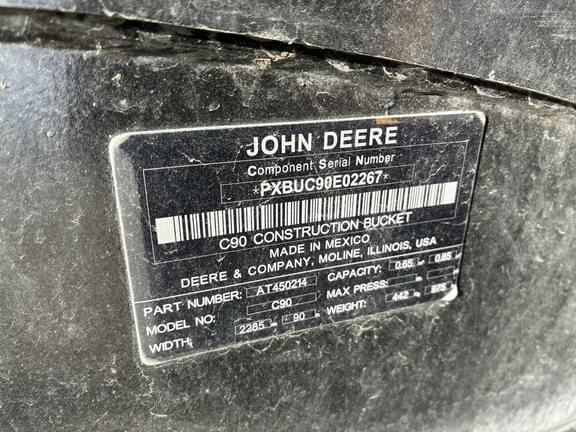 JOHN DEERE
Component Serial Number
*PXBUC90E02267*
C90 CONSTRUCTION BUCKET
MADE IN MEXICO
DEERE & COMPANY, MOLINE, ILLINOIS, USA
PART NUMBER: AT450214 CAPACITY: 0.65 0.85
MODEL NO: C90 MAX PRESS:
WIDTH: 2285 90 WEIGHT: 442 975